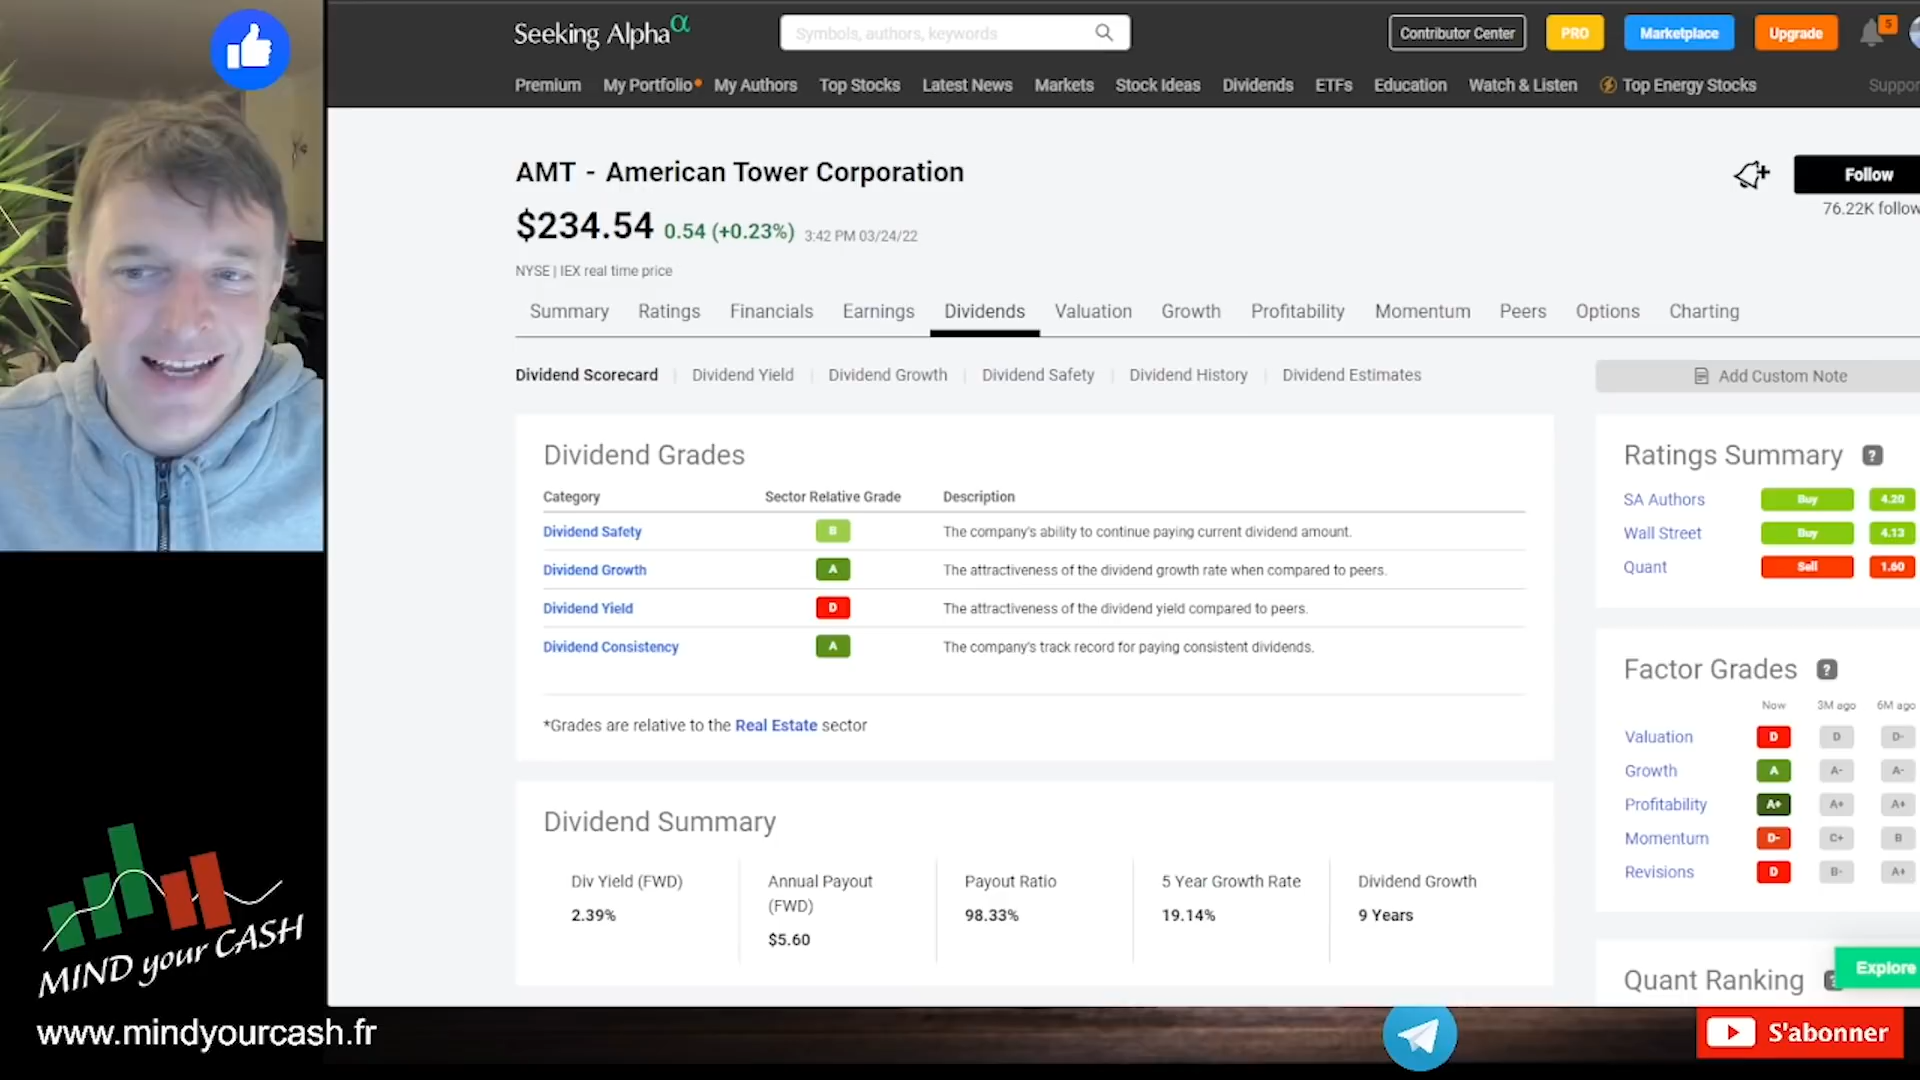 Seeking Alpha α
Symbols, authors, keywords
Contributor Center
PRO
Marketplace
Upgrade
5
Premium My Portfolio My Authors Top Stocks Latest News Markets Stock Ideas Dividends ETFs Education Watch & Listen Top Energy Stocks
AMT - American Tower Corporation
$234.54 0.54 (+0.23%) 3:42 PM 03/24/22
NYSE | IEX real time price
Follow
76.22K follow
Summary Ratings Financials Earnings Dividends Valuation Growth Profitability Momentum Peers Options Charting
Dividend Scorecard | Dividend Yield | Dividend Growth | Dividend Safety | Dividend History | Dividend Estimates
Add Custom Note
Dividend Grades
Category Sector Relative Grade Description
Dividend Safety B The company's ability to continue paying current dividend amount.
Dividend Growth A The attractiveness of the dividend growth rate when compared to peers.
Dividend Yield D The attractiveness of the dividend yield compared to peers.
Dividend Consistency A The company's track record for paying consistent dividends.
*Grades are relative to the Real Estate sector
Dividend Summary
Div Yield (FWD)
2.39%
Annual Payout
(FWD)
$5.60
Payout Ratio
98.33%
5 Year Growth Rate
19.14%
Dividend Growth
9 Years
Ratings Summary ?
SA Authors Buy 4.20
Wall Street Buy 4.13
Quant Sell 1.60
Factor Grades ?
Now 3M ago 6M ago
Valuation D D D-
Growth A A- A-
Profitability A+ A+ A+
Momentum D- C+ B
Revisions D B- A+
Quant Ranking ?
Explore
MIND your CASH
www.mindyourcash.fr
S'abonner